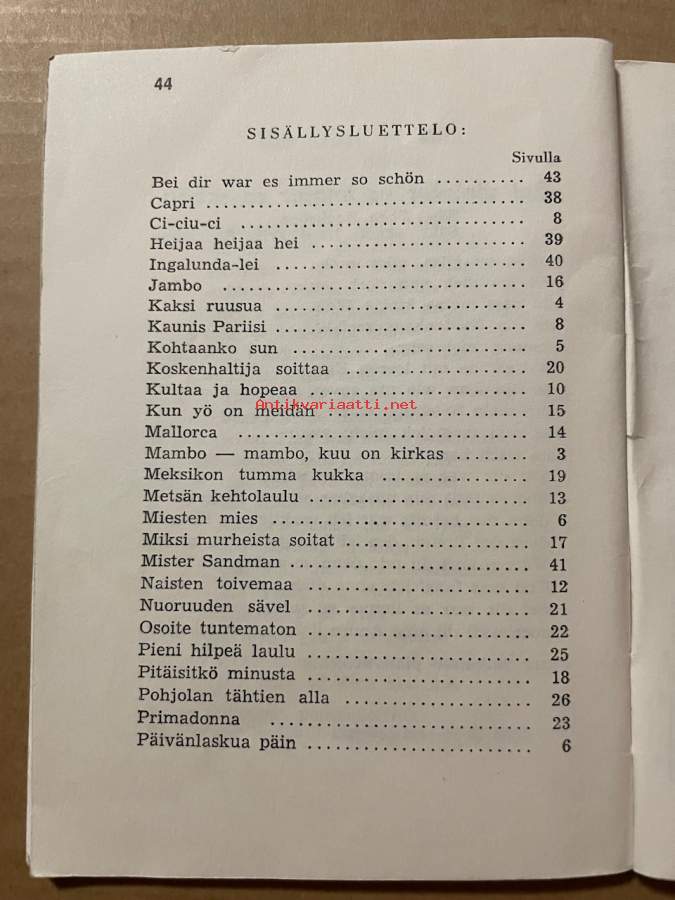 44
SISÄLLYSLUETTELO:
Sivulla
Bei dir war es immer so schön .......... 43
Capri .................................... 38
Ci-ciu-ci ................................ 8
Heijaa heijaa hei ........................ 39
Ingalunda-lei ............................ 40
Jambo .................................. 16
Kaksi ruusua ............................. 4
Kaunis Pariisi ............................ 8
Kohtaanko sun .......................... 5
Koskenhaltija soittaa .................... 20
Kultaa ja hopeaa ........................ 10
Antikvariaatti.net
Kun yö on meidän ...................... 15
Mallorca ................................ 14
Mambo — mambo, kuu on kirkas ........ 3
Meksikon tumma kukka ................ 19
Metsän kehtolaulu ........................ 13
Miesten mies ............................ 6
Miksi murheista soitat .................... 17
Mister Sandman .......................... 41
Naisten toivemaa ........................ 12
Nuoruuden sävel ........................ 21
Osoite tuntematon ........................ 22
Pieni hilpeä laulu ........................ 25
Pitäisitkö minusta ........................ 18
Pohjolan tähtien alla .................... 26
Primadonna ............................ 23
Päivänlaskua päin ........................ 6